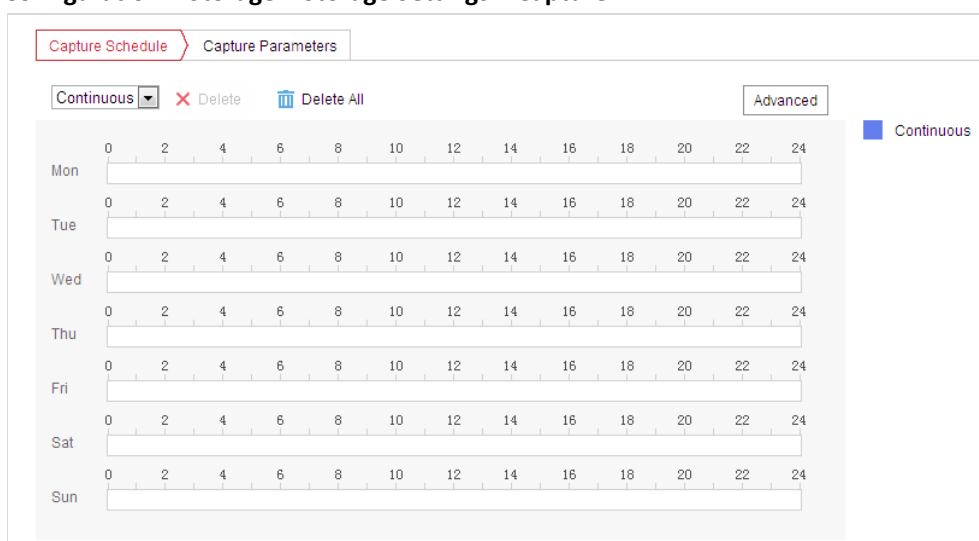 Capture Schedule Capture Parameters
Continuous Delete Delete All Advanced
Continuous
0 2 4 6 8 10 12 14 16 18 20 22 24
Mon
0 2 4 6 8 10 12 14 16 18 20 22 24
Tue
0 2 4 6 8 10 12 14 16 18 20 22 24
Wed
0 2 4 6 8 10 12 14 16 18 20 22 24
Thu
0 2 4 6 8 10 12 14 16 18 20 22 24
Fri
0 2 4 6 8 10 12 14 16 18 20 22 24
Sat
0 2 4 6 8 10 12 14 16 18 20 22 24
Sun